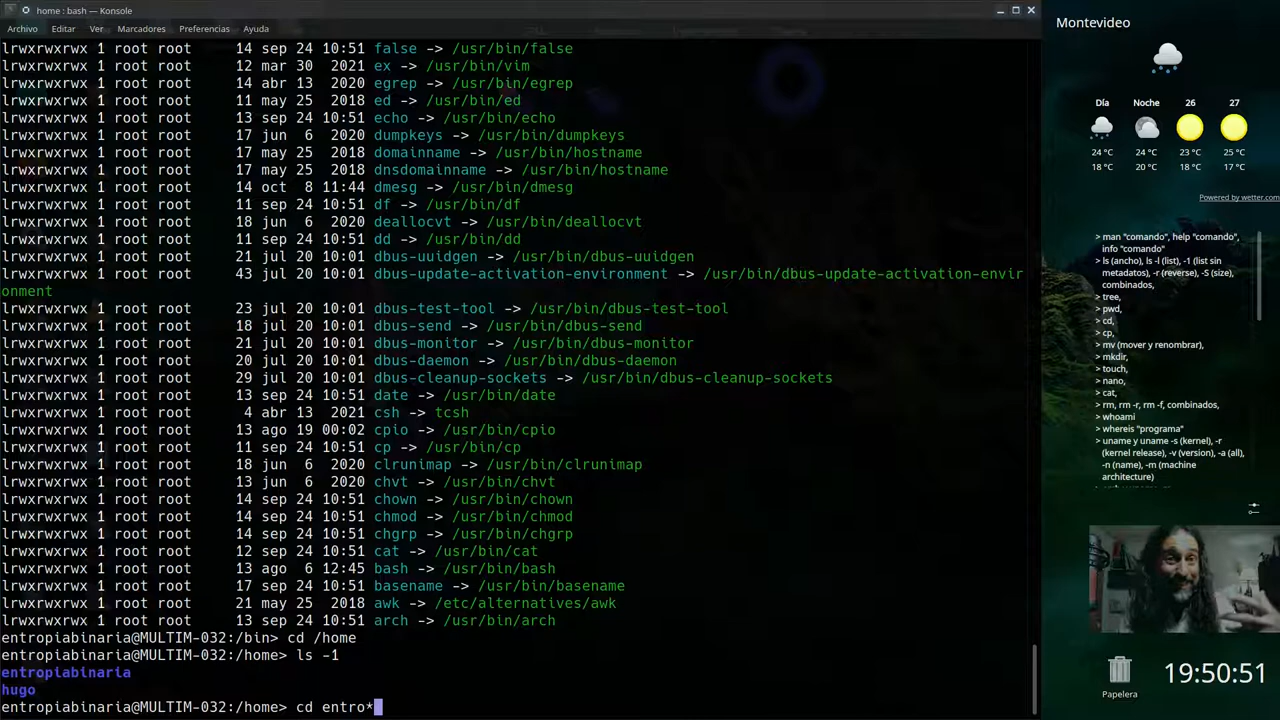 home : bash — Konsole
Archivo Editar Ver Marcadores Preferencias Ayuda
lrwxrwxrwx 1 root root 14 sep 24 10:51 false -> /usr/bin/false
lrwxrwxrwx 1 root root 12 mar 30 2021 ex -> /usr/bin/vim
lrwxrwxrwx 1 root root 14 abr 13 2020 egrep -> /usr/bin/egrep
lrwxrwxrwx 1 root root 11 may 25 2018 ed -> /usr/bin/ed
lrwxrwxrwx 1 root root 13 sep 24 10:51 echo -> /usr/bin/echo
lrwxrwxrwx 1 root root 17 jun 6 2020 dumpkeys -> /usr/bin/dumpkeys
lrwxrwxrwx 1 root root 17 may 25 2018 domainname -> /usr/bin/hostname
lrwxrwxrwx 1 root root 17 may 25 2018 dnsdomainname -> /usr/bin/hostname
lrwxrwxrwx 1 root root 14 oct 8 11:44 dmesg -> /usr/bin/dmesg
lrwxrwxrwx 1 root root 11 sep 24 10:51 df -> /usr/bin/df
lrwxrwxrwx 1 root root 18 jun 6 2020 deallocvt -> /usr/bin/deallocvt
lrwxrwxrwx 1 root root 11 sep 24 10:51 dd -> /usr/bin/dd
lrwxrwxrwx 1 root root 21 jul 20 10:01 dbus-uuidgen -> /usr/bin/dbus-uuidgen
lrwxrwxrwx 1 root root 43 jul 20 10:01 dbus-update-activation-environment -> /usr/bin/dbus-update-activation-envir
onment
lrwxrwxrwx 1 root root 23 jul 20 10:01 dbus-test-tool -> /usr/bin/dbus-test-tool
lrwxrwxrwx 1 root root 18 jul 20 10:01 dbus-send -> /usr/bin/dbus-send
lrwxrwxrwx 1 root root 21 jul 20 10:01 dbus-monitor -> /usr/bin/dbus-monitor
lrwxrwxrwx 1 root root 20 jul 20 10:01 dbus-daemon -> /usr/bin/dbus-daemon
lrwxrwxrwx 1 root root 29 jul 20 10:01 dbus-cleanup-sockets -> /usr/bin/dbus-cleanup-sockets
lrwxrwxrwx 1 root root 13 sep 24 10:51 date -> /usr/bin/date
lrwxrwxrwx 1 root root 4 abr 13 2021 csh -> tcsh
lrwxrwxrwx 1 root root 13 ago 19 00:02 cpio -> /usr/bin/cpio
lrwxrwxrwx 1 root root 11 sep 24 10:51 cp -> /usr/bin/cp
lrwxrwxrwx 1 root root 18 jun 6 2020 clrunimap -> /usr/bin/clrunimap
lrwxrwxrwx 1 root root 13 jun 6 2020 chvt -> /usr/bin/chvt
lrwxrwxrwx 1 root root 14 sep 24 10:51 chown -> /usr/bin/chown
lrwxrwxrwx 1 root root 14 sep 24 10:51 chmod -> /usr/bin/chmod
lrwxrwxrwx 1 root root 14 sep 24 10:51 chgrp -> /usr/bin/chgrp
lrwxrwxrwx 1 root root 12 sep 24 10:51 cat -> /usr/bin/cat
lrwxrwxrwx 1 root root 13 ago 6 12:45 bash -> /usr/bin/bash
lrwxrwxrwx 1 root root 17 sep 24 10:51 basename -> /usr/bin/basename
lrwxrwxrwx 1 root root 21 may 25 2018 awk -> /etc/alternatives/awk
lrwxrwxrwx 1 root root 13 sep 24 10:51 arch -> /usr/bin/arch
entropiabinaria@MULTIM-032:/bin> cd /home
entropiabinaria@MULTIM-032:/home> ls -1
entropiabinaria
hugo
entropiabinaria@MULTIM-032:/home> cd entro*
Montevideo
Día Noche 26 27
24 °C 24 °C 23 °C 25 °C
18 °C 20 °C 18 °C 17 °C
Powered by wetter.com
> man "comando", help "comando",
info "comando"
> ls (ancho), ls -l (list), -1 (list sin
metadatos), -r (reverse), -S (size),
combinados,
> tree,
> pwd,
> cd,
> cp,
> mv (mover y renombrar),
> mkdir,
> touch,
> nano,
> cat,
> rm, rm -r, rm -f, combinados,
> whoami
> whereis "programa"
> uname y uname -s (kernel), -r
(kernel release), -v (version), -a (all),
-n (name), -m (machine
architecture)
Papelera
19:50:51